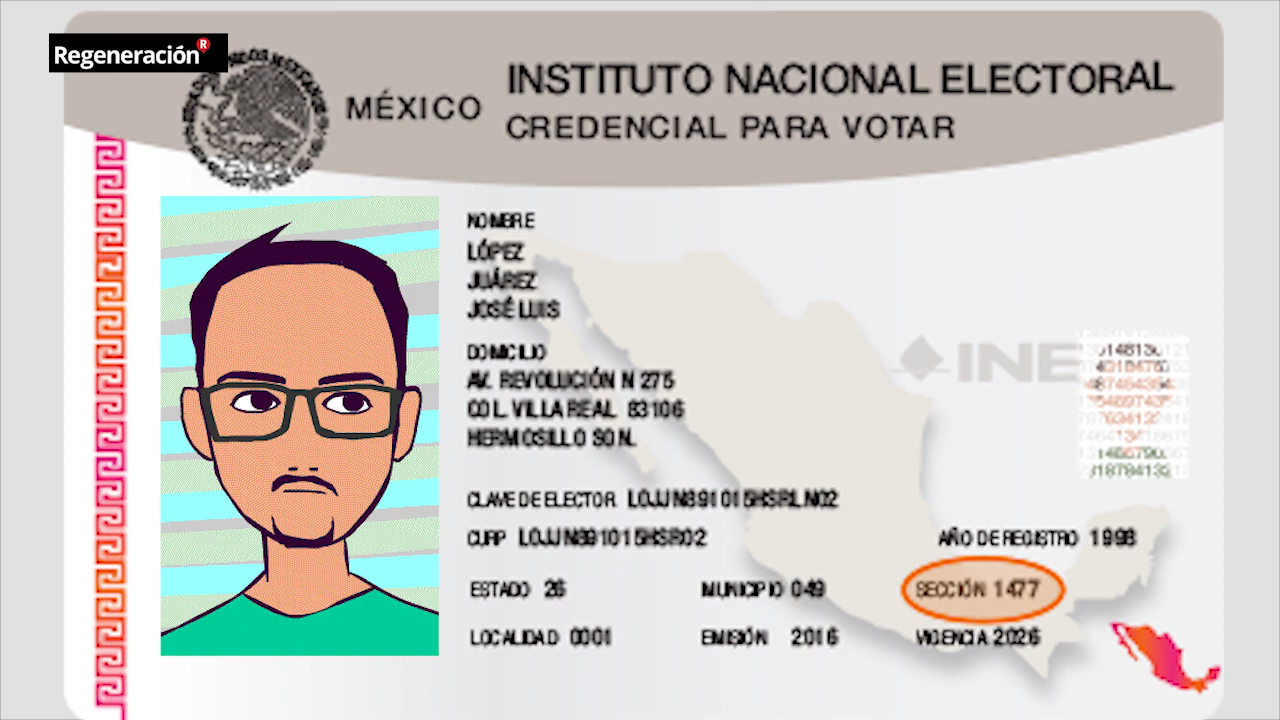 Regeneración
MÉXICO
INSTITUTO NACIONAL ELECTORAL
CREDENCIAL PARA VOTAR
NOMBRE
LÓPEZ
JUÁREZ
JOSÉ LUIS
DOMICILIO
AV. REVOLUCIÓN N 275
COL. VILLA REAL 83106
HERMOSILLO SON.
INE
CLAVE DE ELECTOR LOJJN891015HSRLN02
CURP LOJJN891015HSR02
AÑO DE REGISTRO 1998
ESTADO 26
MUNICIPIO 049
SECCIÓN 1477
LOCALIDAD 0001
EMISIÓN 2016
VIGENCIA 2026